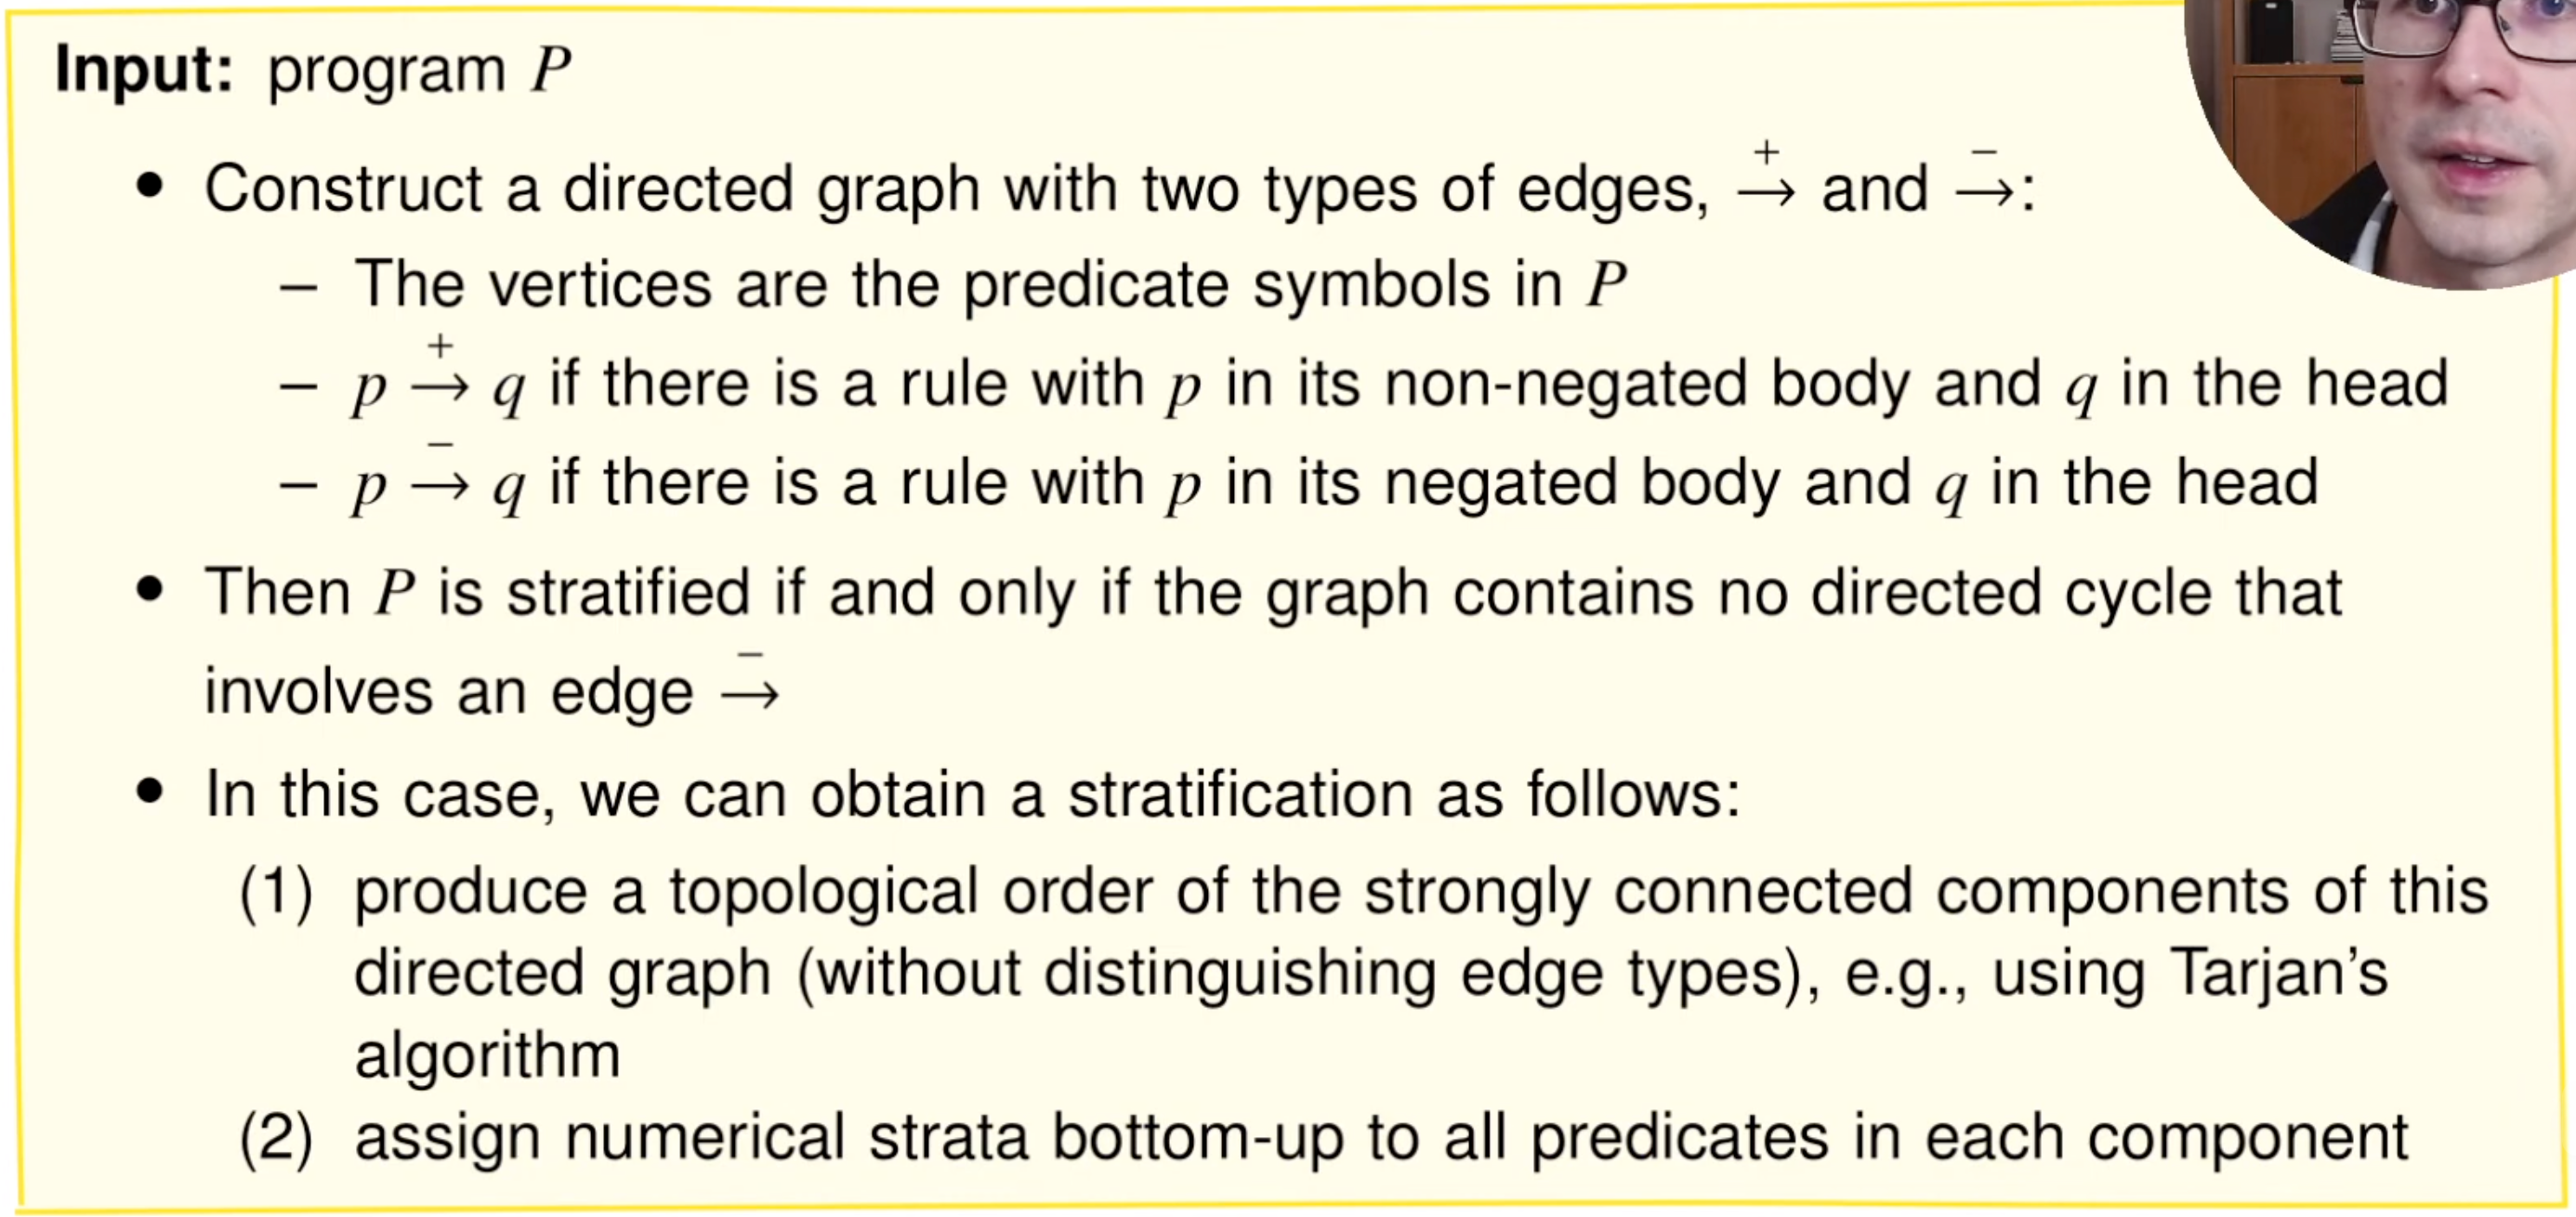 Input: program P
• Construct a directed graph with two types of edges, →⁺ and →⁻:
– The vertices are the predicate symbols in P
– p →⁺ q if there is a rule with p in its non-negated body and q in the head
– p →⁻ q if there is a rule with p in its negated body and q in the head
• Then P is stratified if and only if the graph contains no directed cycle that
involves an edge →⁻
• In this case, we can obtain a stratification as follows:
(1) produce a topological order of the strongly connected components of this
directed graph (without distinguishing edge types), e.g., using Tarjan’s
algorithm
(2) assign numerical strata bottom-up to all predicates in each component